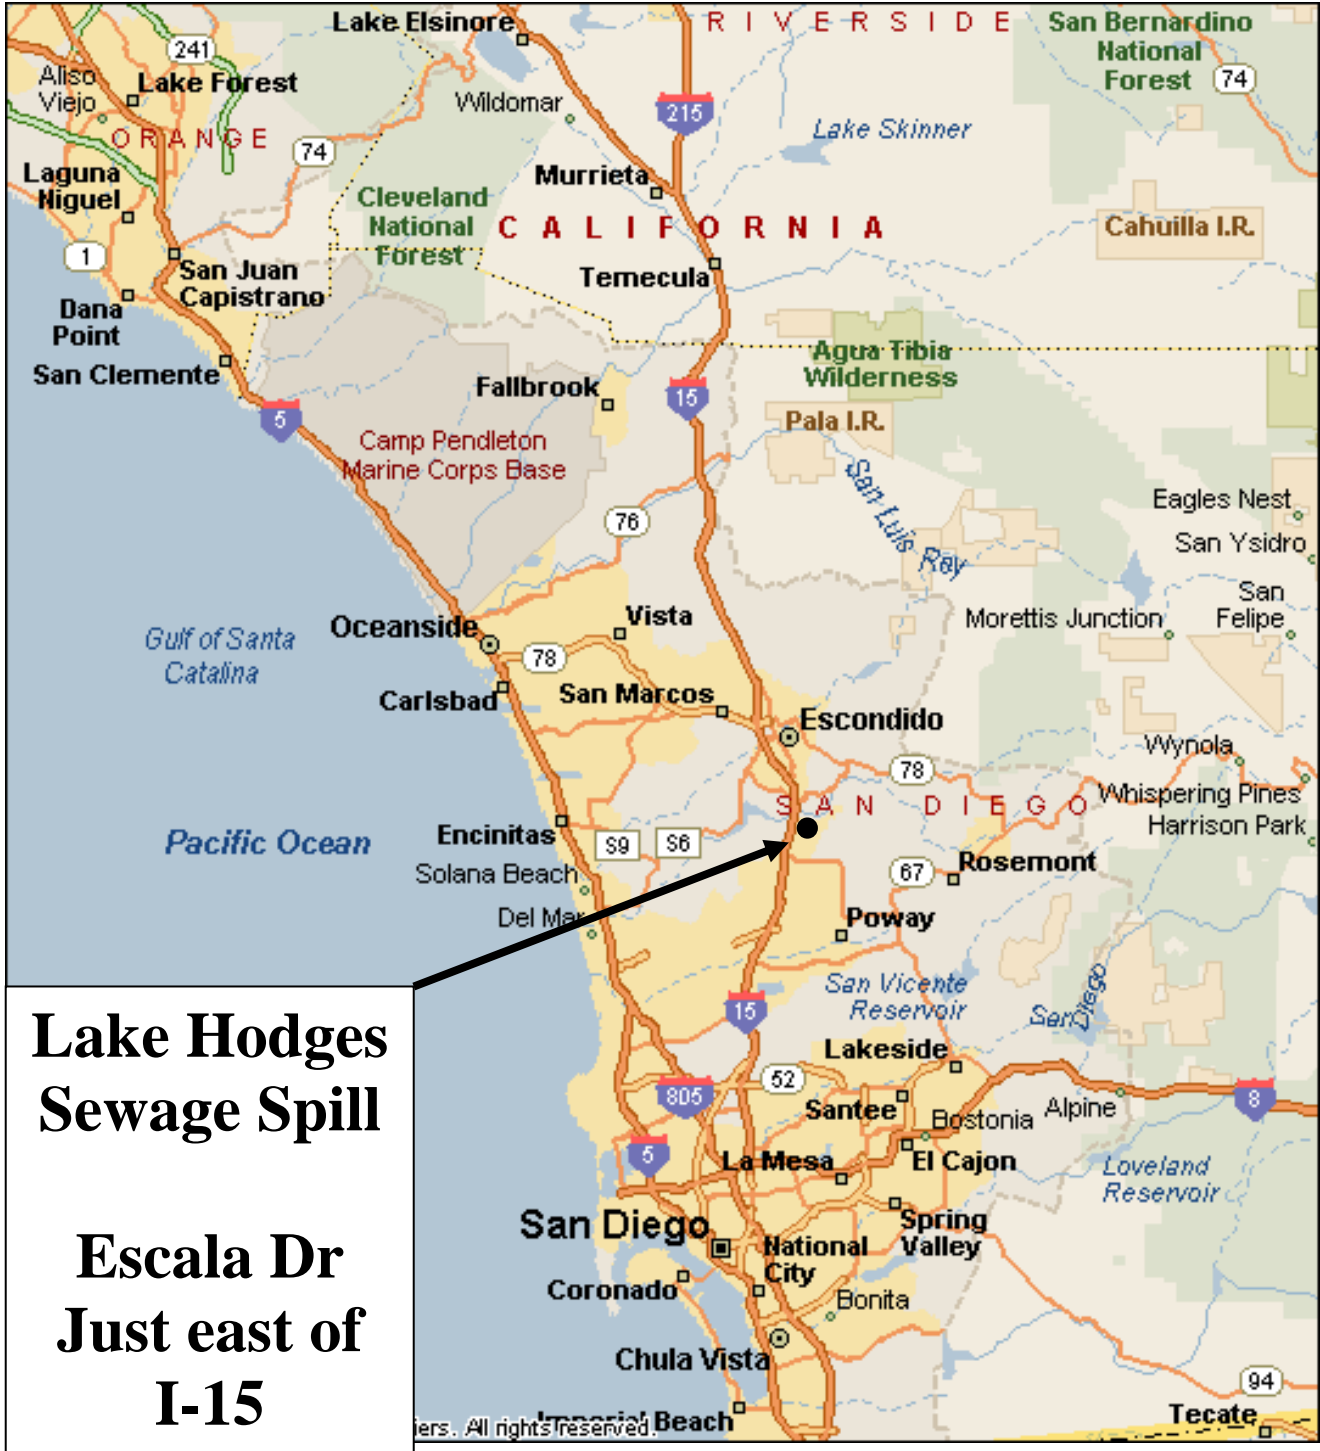 Lake Elsinore
R I V E R S I D E
San Bernardino
National
Forest
74
241
Aliso
Viejo
Lake Forest
Wildomar
215
Lake Skinner
O R A N G E
74
Laguna
Niguel
Murrieta
Cleveland
National
Forest
C A L I F O R N I A
Cahuilla I.R.
1
San Juan
Capistrano
Temecula
Dana
Point
San Clemente
Agua Tibia
Wilderness
Fallbrook
15
5
Pala I.R.
Camp Pendleton
Marine Corps Base
San Luis Rey
Eagles Nest
76
San Ysidro
San
Felipe
Morettis Junction
Vista
Oceanside
Gulf of Santa
Catalina
78
Carlsbad
San Marcos
Escondido
Wynola
78
S A N D I E G O
Whispering Pines
Harrison Park
Pacific Ocean
Encinitas
S9
S6
Rosemont
67
Solana Beach
Del Mar
Poway
San Vicente
Reservoir
San Diego
15
Lake Hodges
Sewage Spill
Escala Dr
Just east of
I-15
Lakeside
52
805
8
Santee
Bostonia
Alpine
5
La Mesa
El Cajon
Loveland
Reservoir
San Diego
Spring
Valley
National
City
Coronado
Bonita
Chula Vista
94
Imperial Beach
iers. All rights reserved.
Tecate